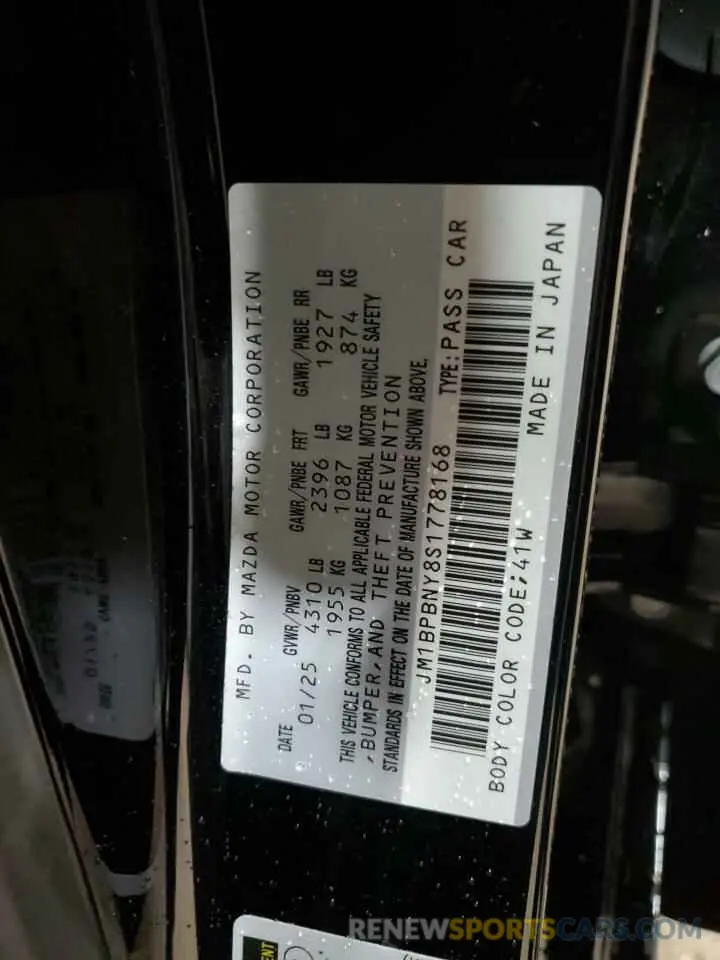 MFD. BY MAZDA MOTOR CORPORATION
DATE GVWR/PNBV GAWR/PNBE FRT GAWR/PNBE RR
01/25 4310 LB 2396 LB 1927 LB
1955 KG 1087 KG 874 KG
THIS VEHICLE CONFORMS TO ALL APPLICABLE FEDERAL MOTOR VEHICLE SAFETY
,BUMPER,AND THEFT PREVENTION
STANDARDS IN EFFECT ON THE DATE OF MANUFACTURE SHOWN ABOVE.
JM1BPBNY8S1778168 TYPE:PASS CAR
BODY COLOR CODE;41W MADE IN JAPAN
RENEWSPORTSCARS.COM